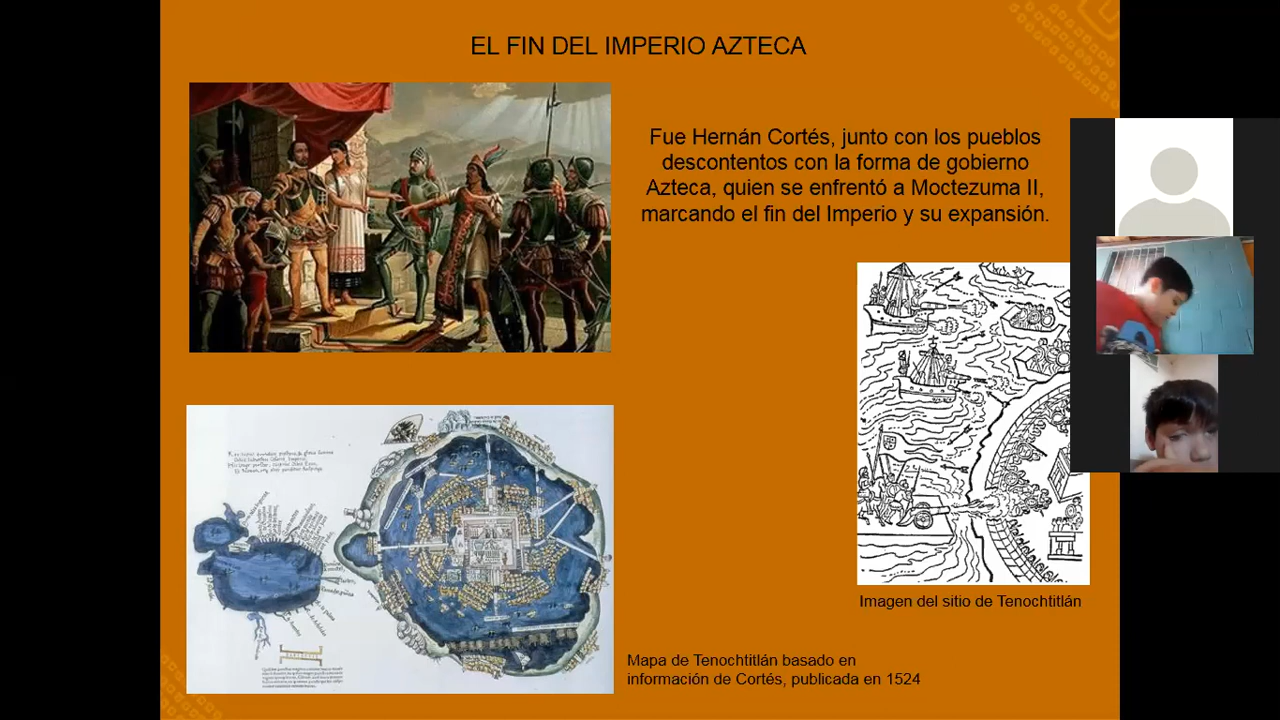 EL FIN DEL IMPERIO AZTECA
Fue Hernán Cortés, junto con los pueblos
descontentos con la forma de gobierno
Azteca, quien se enfrentó a Moctezuma II,
marcando el fin del Imperio y su expansión.
Imagen del sitio de Tenochtitlán
Mapa de Tenochtitlán basado en
información de Cortés, publicada en 1524